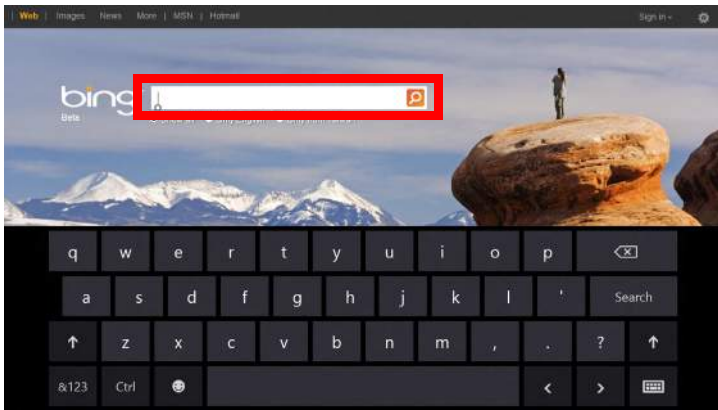 Web | Images News More | MSN | Hotmail Sign in
bing
Beta
q w e r t y u i o p
a s d f g h j k l ' Search
z x c v b n m , . ?
&123 Ctrl < >